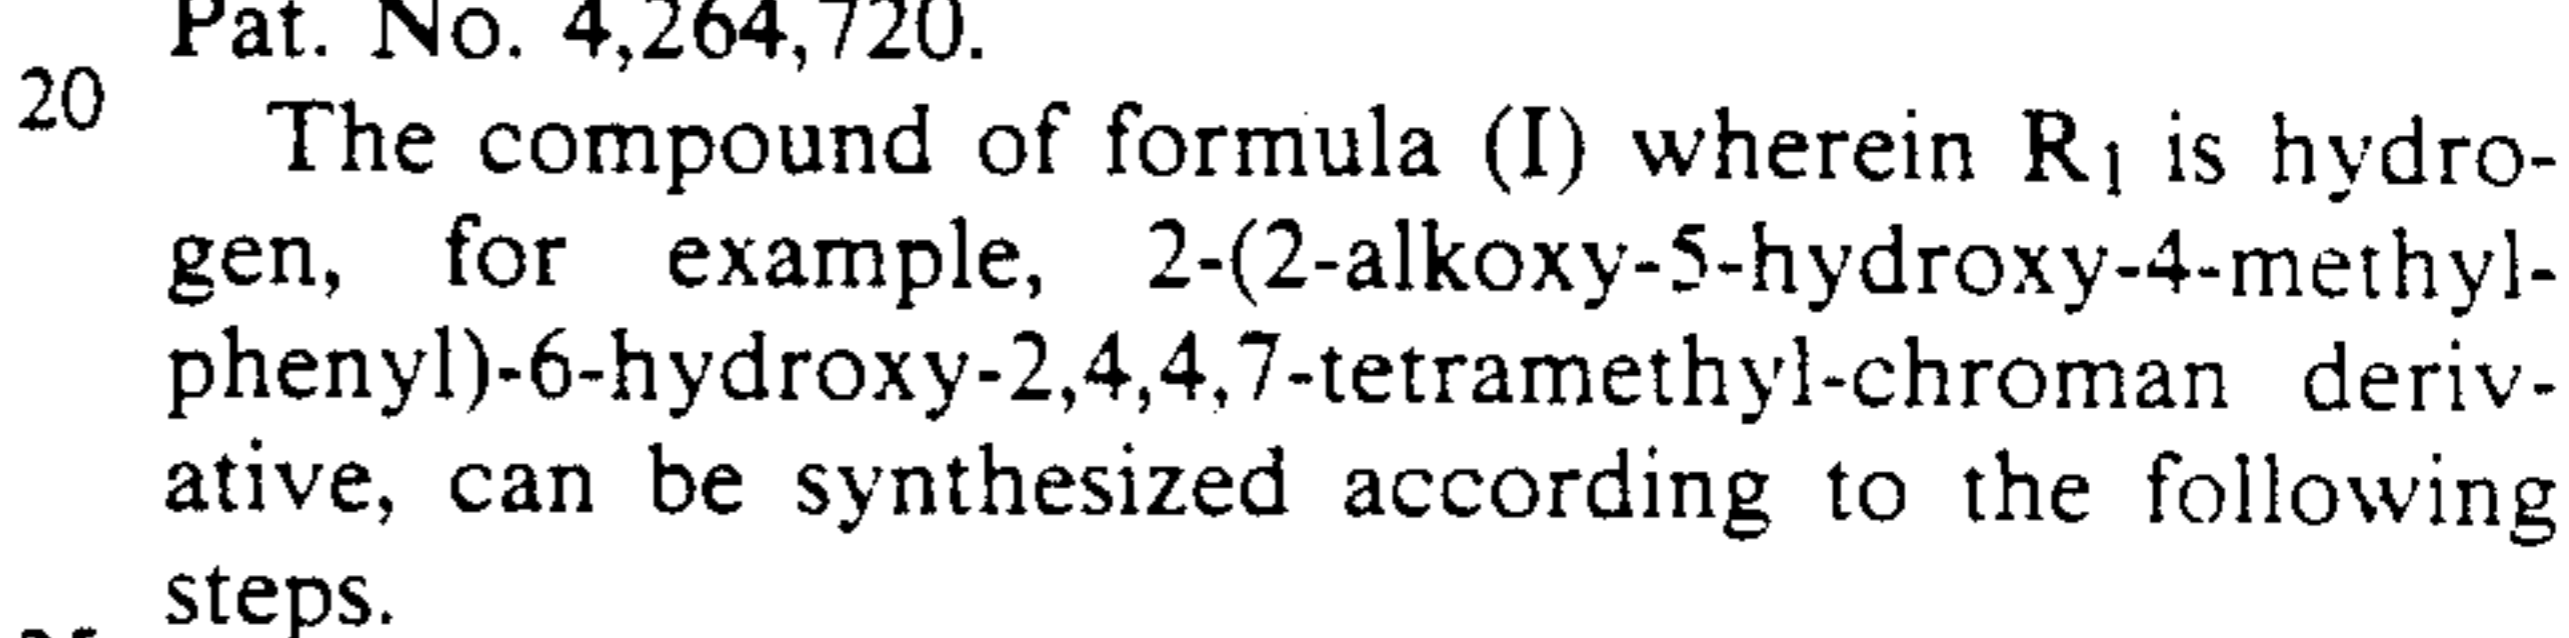 Pat. No. 4,264,720.
20
The compound of formula (I) wherein R₁ is hydro-
gen, for example, 2-(2-alkoxy-5-hydroxy-4-methyl-
phenyl)-6-hydroxy-2,4,4,7-tetramethyl-chroman deriv-
ative, can be synthesized according to the following
steps.